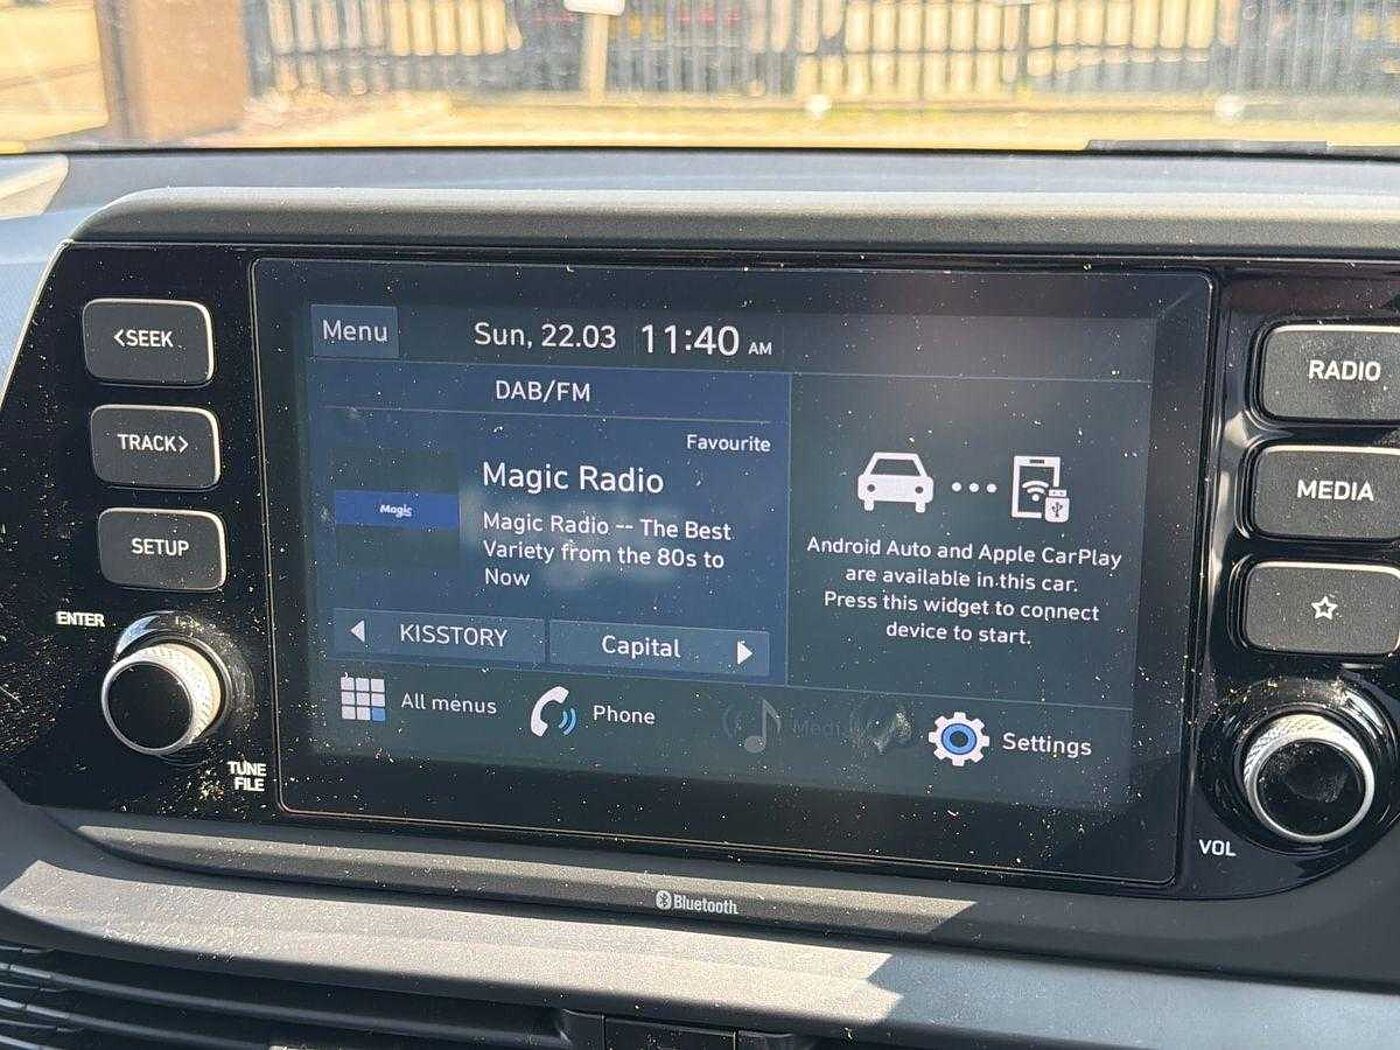 <SEEK
TRACK>
SETUP
ENTER
TUNE
FILE
Menu
Sun, 22.03 11:40 AM
DAB/FM
Favourite
Magic Radio
Magic
Magic Radio -- The Best
Variety from the 80s to
Now
KISSTORY
Capital
Android Auto and Apple CarPlay
are available in this car.
Press this widget to connect
device to start.
All menus
Phone
Settings
RADIO
MEDIA
VOL
Bluetooth